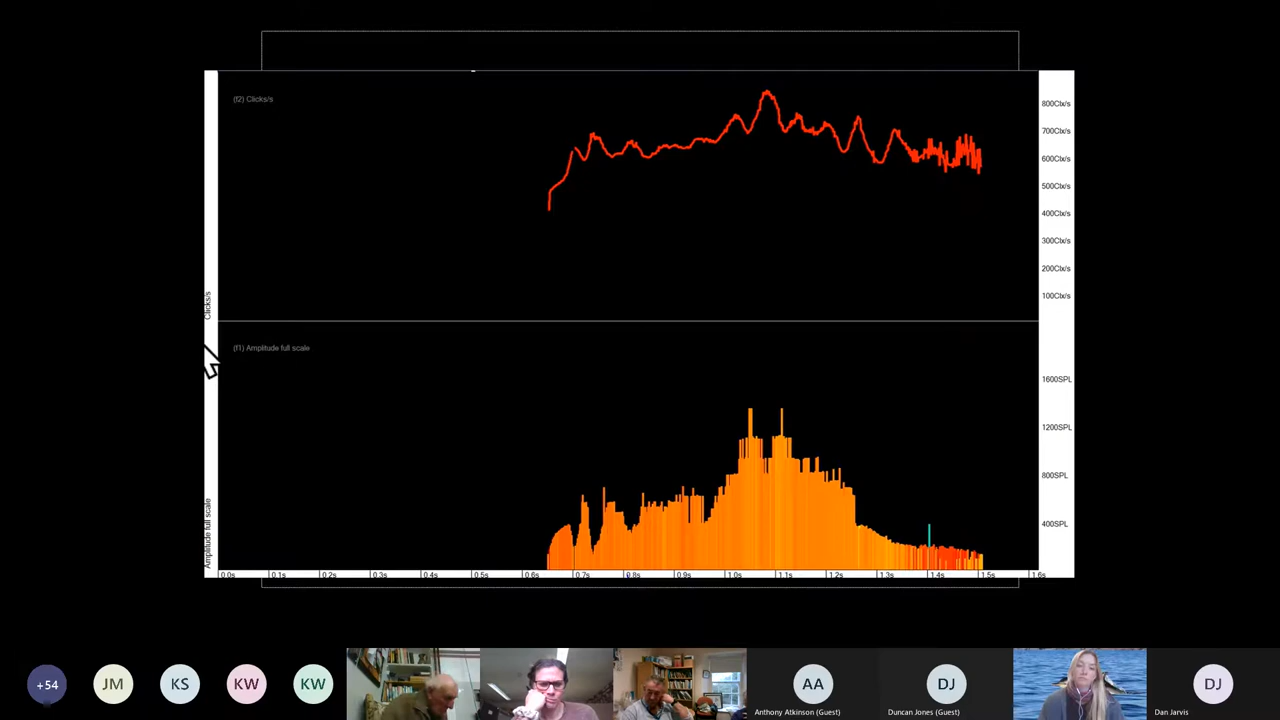 (f2) Clicks/s
800Clx/s
700Clx/s
600Clx/s
500Clx/s
400Clx/s
300Clx/s
200Clx/s
100Clx/s
Clicks/s
(f1) Amplitude full scale
1600SPL
1200SPL
800SPL
400SPL
Amplitude full scale
0.0s 0.1s 0.2s 0.3s 0.4s 0.5s 0.6s 0.7s 0.8s 0.9s 1.0s 1.1s 1.2s 1.3s 1.4s 1.5s 1.6s
+54 JM KS KW KW AA DJ DJ
Anthony Atkinson (Guest) Duncan Jones (Guest) Dan Jarvis